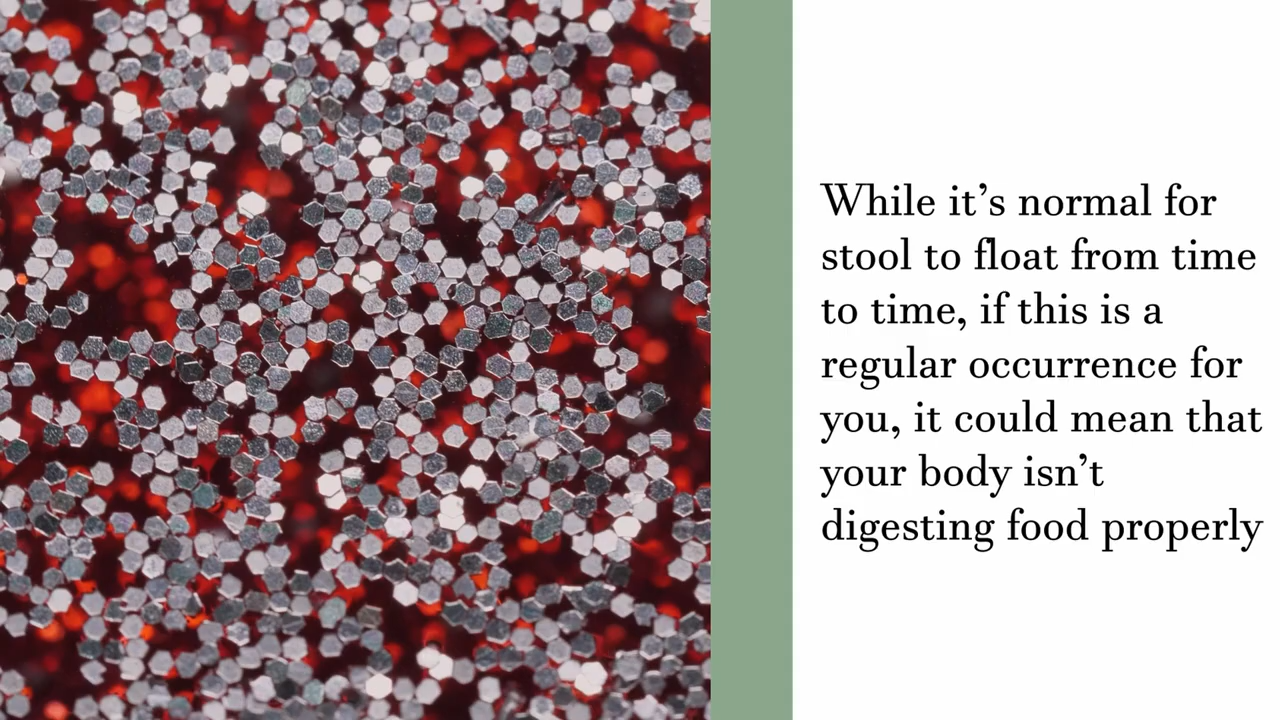 While it’s normal for
stool to float from time
to time, if this is a
regular occurrence for
you, it could mean that
your body isn’t
digesting food properly